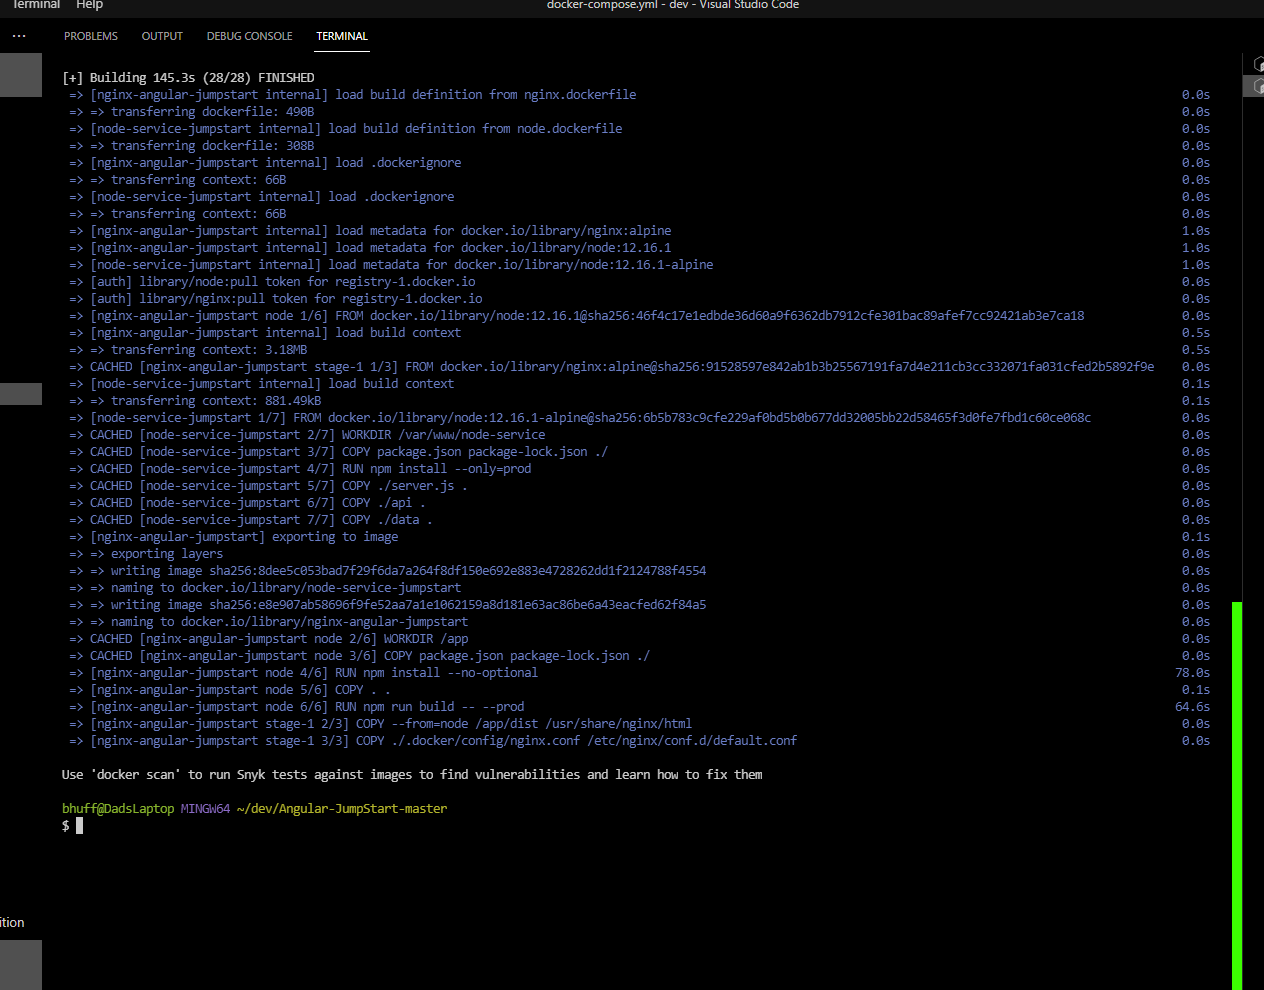 Terminal Help docker-compose.yml - dev - Visual Studio Code
··· PROBLEMS OUTPUT DEBUG CONSOLE TERMINAL
[+] Building 145.3s (28/28) FINISHED
=> [nginx-angular-jumpstart internal] load build definition from nginx.dockerfile 0.0s
=> => transferring dockerfile: 490B 0.0s
=> [node-service-jumpstart internal] load build definition from node.dockerfile 0.0s
=> => transferring dockerfile: 308B 0.0s
=> [nginx-angular-jumpstart internal] load .dockerignore 0.0s
=> => transferring context: 66B 0.0s
=> [node-service-jumpstart internal] load .dockerignore 0.0s
=> => transferring context: 66B 0.0s
=> [nginx-angular-jumpstart internal] load metadata for docker.io/library/nginx:alpine 1.0s
=> [nginx-angular-jumpstart internal] load metadata for docker.io/library/node:12.16.1 1.0s
=> [node-service-jumpstart internal] load metadata for docker.io/library/node:12.16.1-alpine 1.0s
=> [auth] library/node:pull token for registry-1.docker.io 0.0s
=> [auth] library/nginx:pull token for registry-1.docker.io 0.0s
=> [nginx-angular-jumpstart node 1/6] FROM docker.io/library/node:12.16.1@sha256:46f4c17e1edbde36d60a9f6362db7912cfe301bac89afef7cc92421ab3e7ca18 0.0s
=> [nginx-angular-jumpstart internal] load build context 0.5s
=> => transferring context: 3.18MB 0.5s
=> CACHED [nginx-angular-jumpstart stage-1 1/3] FROM docker.io/library/nginx:alpine@sha256:91528597e842ab1b3b25567191fa7d4e211cb3cc332071fa031cfed2b5892f9e 0.0s
=> [node-service-jumpstart internal] load build context 0.1s
=> => transferring context: 881.49kB 0.1s
=> [node-service-jumpstart 1/7] FROM docker.io/library/node:12.16.1-alpine@sha256:6b5b783c9cfe229af0bd5b0b677dd32005bb22d58465f3d0fe7fbd1c60ce068c 0.0s
=> CACHED [node-service-jumpstart 2/7] WORKDIR /var/www/node-service 0.0s
=> CACHED [node-service-jumpstart 3/7] COPY package.json package-lock.json ./ 0.0s
=> CACHED [node-service-jumpstart 4/7] RUN npm install --only=prod 0.0s
=> CACHED [node-service-jumpstart 5/7] COPY ./server.js . 0.0s
=> CACHED [node-service-jumpstart 6/7] COPY ./api . 0.0s
=> CACHED [node-service-jumpstart 7/7] COPY ./data . 0.0s
=> [nginx-angular-jumpstart] exporting to image 0.1s
=> => exporting layers 0.0s
=> => writing image sha256:8dee5c053bad7f29f6da7a264f8df150e692e883e4728262dd1f2124788f4554 0.0s
=> => naming to docker.io/library/node-service-jumpstart 0.0s
=> => writing image sha256:e8e907ab58696f9fe52aa7a1e1062159a8d181e63ac86be6a43eacfed62f84a5 0.0s
=> => naming to docker.io/library/nginx-angular-jumpstart 0.0s
=> CACHED [nginx-angular-jumpstart node 2/6] WORKDIR /app 0.0s
=> CACHED [nginx-angular-jumpstart node 3/6] COPY package.json package-lock.json ./ 0.0s
=> [nginx-angular-jumpstart node 4/6] RUN npm install --no-optional 78.0s
=> [nginx-angular-jumpstart node 5/6] COPY . . 0.1s
=> [nginx-angular-jumpstart node 6/6] RUN npm run build -- --prod 64.6s
=> [nginx-angular-jumpstart stage-1 2/3] COPY --from=node /app/dist /usr/share/nginx/html 0.0s
=> [nginx-angular-jumpstart stage-1 3/3] COPY ./.docker/config/nginx.conf /etc/nginx/conf.d/default.conf 0.0s
Use 'docker scan' to run Snyk tests against images to find vulnerabilities and learn how to fix them
bhuff@DadsLaptop MINGW64 ~/dev/Angular-JumpStart-master
$
ition